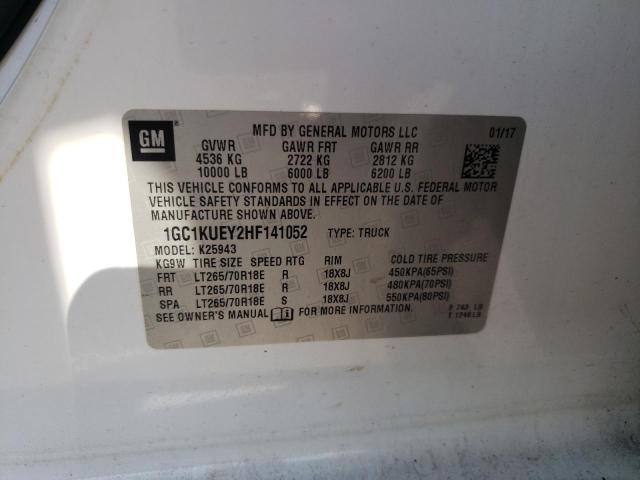 GM
MFD BY GENERAL MOTORS LLC 01/17
GVWR GAWR FRT GAWR RR
4536 KG 2722 KG 2812 KG
10000 LB 6000 LB 6200 LB
THIS VEHICLE CONFORMS TO ALL APPLICABLE U.S. FEDERAL MOTOR
VEHICLE SAFETY STANDARDS IN EFFECT ON THE DATE OF
MANUFACTURE SHOWN ABOVE.
1GC1KUEY2HF141052 TYPE: TRUCK
MODEL: K25943
KG9W TIRE SIZE SPEED RTG RIM COLD TIRE PRESSURE
FRT LT265/70R18E R 18X8J 450KPA(65PSI)
RR LT265/70R18E R 18X8J 480KPA(70PSI)
SPA LT265/70R18E S 18X8J 550KPA(80PSI)
SEE OWNER'S MANUAL FOR MORE INFORMATION.
LB
T LB